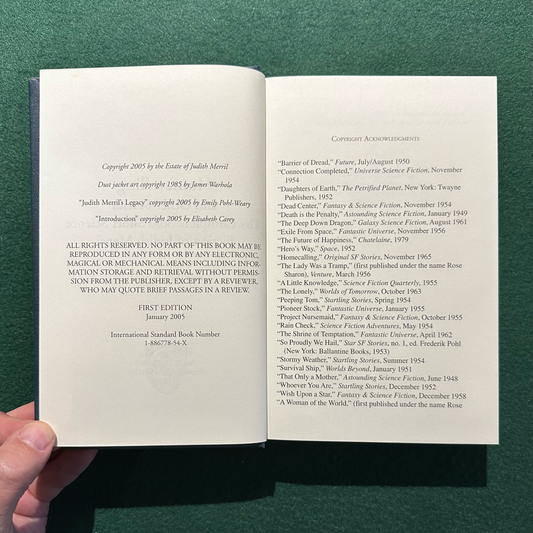 Copyright 2005 by the Estate of Judith Merril
Dust jacket art copyright 1985 by James Warhola
"Judith Merril's Legacy" copyright 2005 by Emily Pohl-Weary
"Introduction" copyright 2005 by Elisabeth Carey
ALL RIGHTS RESERVED. NO PART OF THIS BOOK MAY BE
REPRODUCED IN ANY FORM OR BY ANY ELECTRONIC,
MAGICAL OR MECHANICAL MEANS INCLUDING INFOR-
MATION STORAGE AND RETRIEVAL WITHOUT PERMIS-
SION FROM THE PUBLISHER, EXCEPT BY A REVIEWER,
WHO MAY QUOTE BRIEF PASSAGES IN A REVIEW.
FIRST EDITION
January 2005
International Standard Book Number
1-886778-54-X
COPYRIGHT ACKNOWLEDGMENTS
"Barrier of Dread," Future, July/August 1950
"Connection Completed," Universe Science Fiction, November
1954
"Daughters of Earth," The Petrified Planet, New York: Twayne
Publishers, 1952
"Dead Center," Fantasy & Science Fiction, November 1954
"Death is the Penalty," Astounding Science Fiction, January 1949
"The Deep Down Dragon," Galaxy Science Fiction, August 1961
"Exile From Space," Fantastic Universe, November 1956
"The Future of Happiness," Chatelaine, 1979
"Hero's Way," Space, 1952
"Homecalling," Original SF Stories, November 1965
"The Lady Was a Tramp," (first published under the name Rose
Sharon), Venture, March 1956
"A Little Knowledge," Science Fiction Quarterly, 1955
"The Lonely," Worlds of Tomorrow, October 1963
"Peeping Tom," Startling Stories, Spring 1954
"Pioneer Stock," Fantastic Universe, January 1955
"Project Nursemaid," Fantasy & Science Fiction, October 1955
"Rain Check," Science Fiction Adventures, May 1954
"The Shrine of Temptation," Fantastic Universe, April 1962
"So Proudly We Hail," Star SF Stories, no. 1, ed. Frederik Pohl
(New York: Ballantine Books, 1953)
"Stormy Weather," Startling Stories, Summer 1954
"Survival Ship," Worlds Beyond, January 1951
"That Only a Mother," Astounding Science Fiction, June 1948
"Whoever You Are," Startling Stories, December 1952
"Wish Upon a Star," Fantasy & Science Fiction, December 1958
"A Woman of the World," (first published under the name Rose